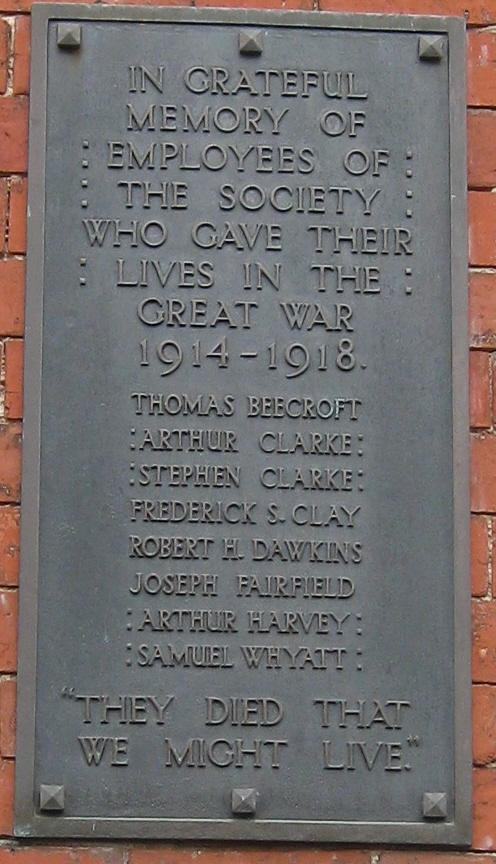 IN GRATEFUL
MEMORY OF
: EMPLOYEES OF :
: THE SOCIETY :
WHO GAVE THEIR
: LIVES IN THE :
GREAT WAR
1914-1918.
THOMAS BEECROFT
:ARTHUR CLARKE:
:STEPHEN CLARKE:
FREDERICK S. CLAY
ROBERT H. DAWKINS
JOSEPH FAIRFIELD
:ARTHUR HARVEY:
:SAMUEL WHYATT:
"THEY DIED THAT
WE MIGHT LIVE."